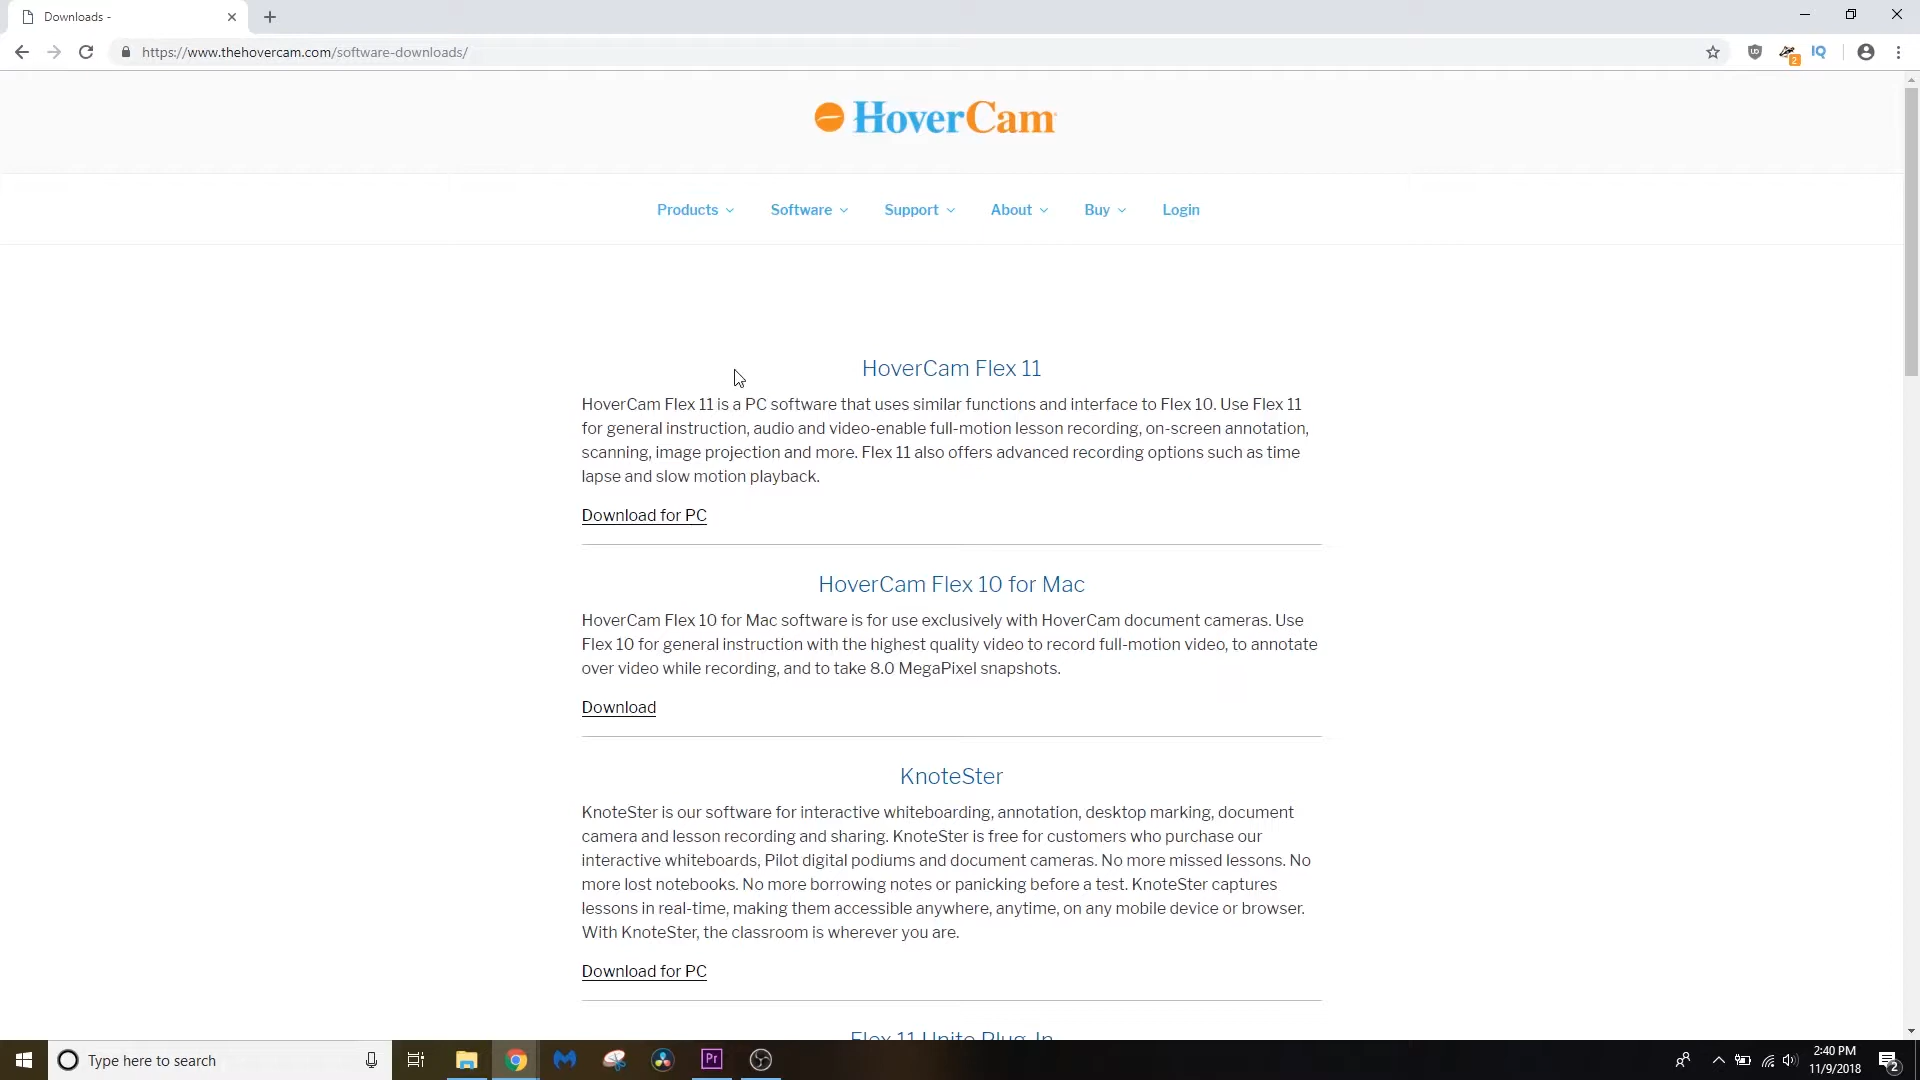 Downloads -
https://www.thehovercam.com/software-downloads/
2
IQ
HoverCam
Products
Software
Support
About
Buy
Login
HoverCam Flex 11
HoverCam Flex 11 is a PC software that uses similar functions and interface to Flex 10. Use Flex 11
for general instruction, audio and video-enable full-motion lesson recording, on-screen annotation,
scanning, image projection and more. Flex 11 also offers advanced recording options such as time
lapse and slow motion playback.
Download for PC
HoverCam Flex 10 for Mac
HoverCam Flex 10 for Mac software is for use exclusively with HoverCam document cameras. Use
Flex 10 for general instruction with the highest quality video to record full-motion video, to annotate
over video while recording, and to take 8.0 MegaPixel snapshots.
Download
KnoteSter
KnoteSter is our software for interactive whiteboarding, annotation, desktop marking, document
camera and lesson recording and sharing. KnoteSter is free for customers who purchase our
interactive whiteboards, Pilot digital podiums and document cameras. No more missed lessons. No
more lost notebooks. No more borrowing notes or panicking before a test. KnoteSter captures
lessons in real-time, making them accessible anywhere, anytime, on any mobile device or browser.
With KnoteSter, the classroom is wherever you are.
Download for PC
Flex 11 Unite Plug-In
Type here to search
Pr
2:40 PM
11/9/2018
2